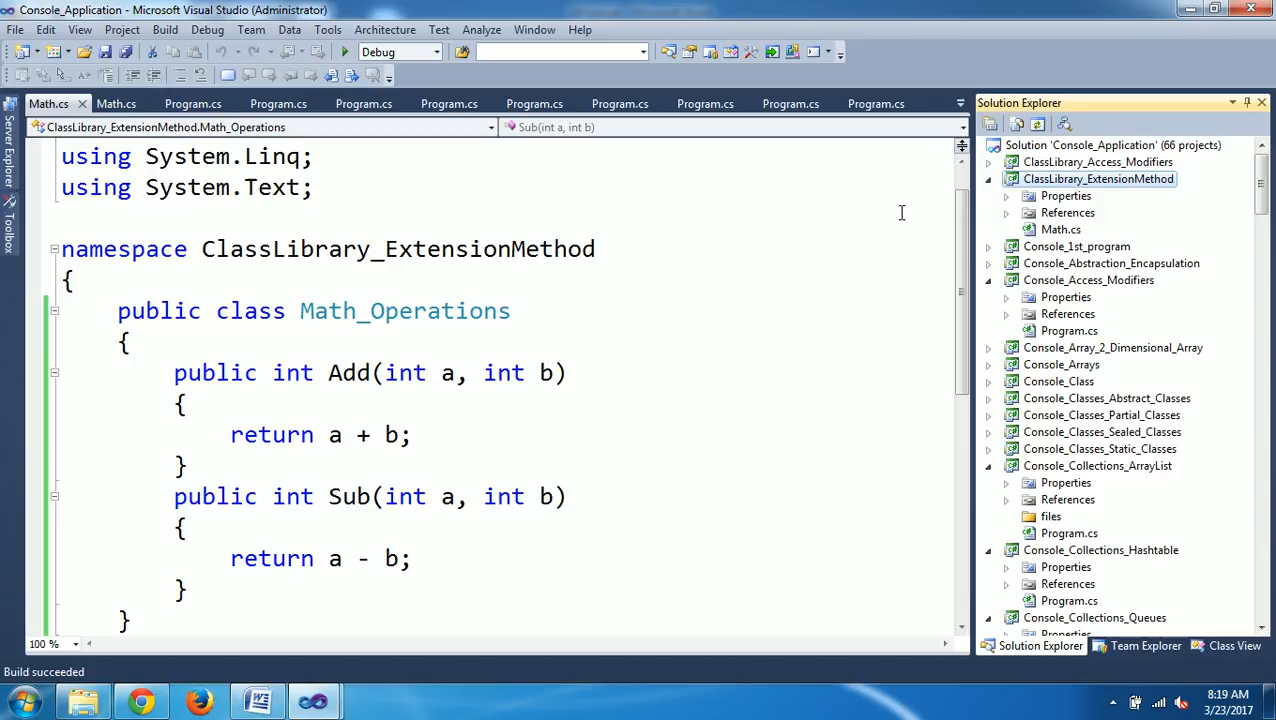 Console_Application - Microsoft Visual Studio (Administrator)
File Edit View Project Build Debug Team Data Tools Architecture Test Analyze Window Help
Debug
Math.cs Math.cs Program.cs Program.cs Program.cs Program.cs Program.cs Program.cs Program.cs Program.cs Program.cs
ClassLibrary_ExtensionMethod.Math_Operations
Sub(int a, int b)
Server Explorer
Toolbox
using System.Linq;
using System.Text;
namespace ClassLibrary_ExtensionMethod
{
public class Math_Operations
{
public int Add(int a, int b)
{
return a + b;
}
public int Sub(int a, int b)
{
return a - b;
}
}
100 %
Solution Explorer
Solution 'Console_Application' (66 projects)
ClassLibrary_Access_Modifiers
ClassLibrary_ExtensionMethod
Properties
References
Math.cs
Console_1st_program
Console_Abstraction_Encapsulation
Console_Access_Modifiers
Properties
References
Program.cs
Console_Array_2_Dimensional_Array
Console_Arrays
Console_Class
Console_Classes_Abstract_Classes
Console_Classes_Partial_Classes
Console_Classes_Sealed_Classes
Console_Classes_Static_Classes
Console_Collections_ArrayList
Properties
References
files
Program.cs
Console_Collections_Hashtable
Properties
References
Program.cs
Console_Collections_Queues
Properties
Solution Explorer Team Explorer Class View
Build succeeded
8:19 AM
3/23/2017